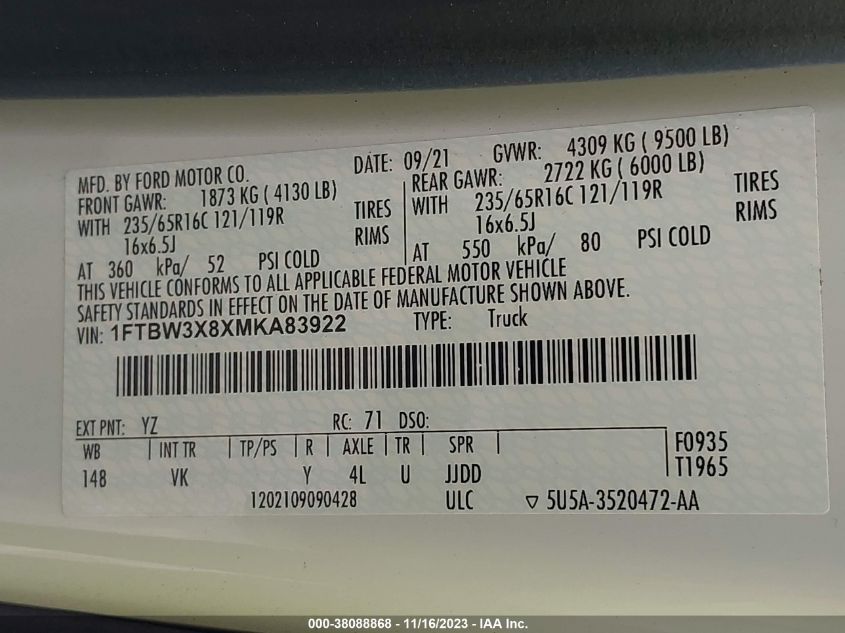 MFD. BY FORD MOTOR CO. DATE: 09/21 GVWR: 4309 KG ( 9500 LB)
FRONT GAWR: 1873 KG ( 4130 LB) REAR GAWR: 2722 KG ( 6000 LB)
WITH 235/65R16C 121/119R TIRES WITH 235/65R16C 121/119R TIRES
16x6.5J RIMS 16x6.5J RIMS
AT 360 kPa/ 52 PSI COLD AT 550 kPa/ 80 PSI COLD
THIS VEHICLE CONFORMS TO ALL APPLICABLE FEDERAL MOTOR VEHICLE
SAFETY STANDARDS IN EFFECT ON THE DATE OF MANUFACTURE SHOWN ABOVE.
VIN: 1FTBW3X8XMKA83922 TYPE: Truck
EXT PNT: YZ RC: 71 DSO:
WB INT TR TP/PS R AXLE TR SPR F0935
148 VK Y 4L U JJDD T1965
1202109090428 ULC ▽ 5U5A-3520472-AA
000-38088868 - 11/16/2023 - IAA Inc.